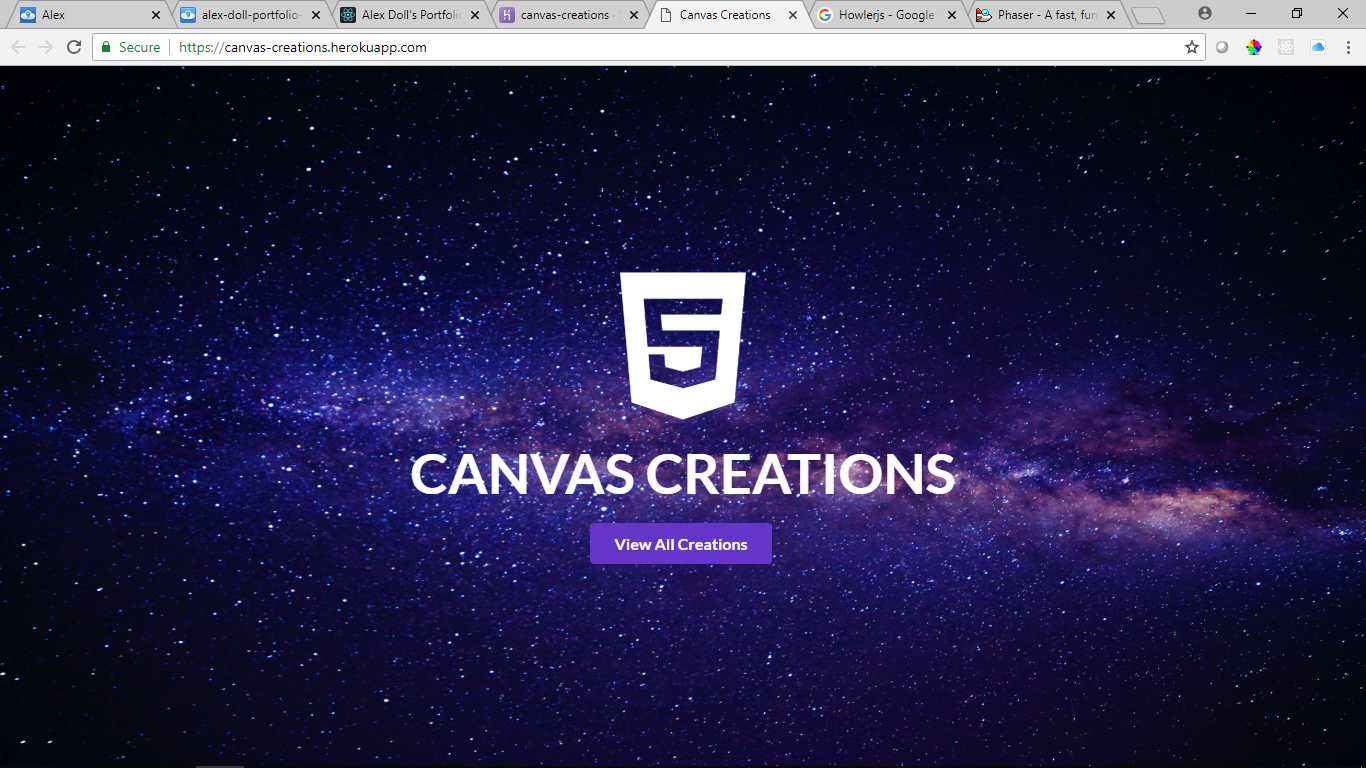 Alex
alex-doll-portfolio-
Alex Doll's Portfolio
canvas-creations ·
Canvas Creations
Howlerjs - Google
Phaser - A fast, fun
Secure
https://canvas-creations.herokuapp.com
5
CANVAS CREATIONS
View All Creations